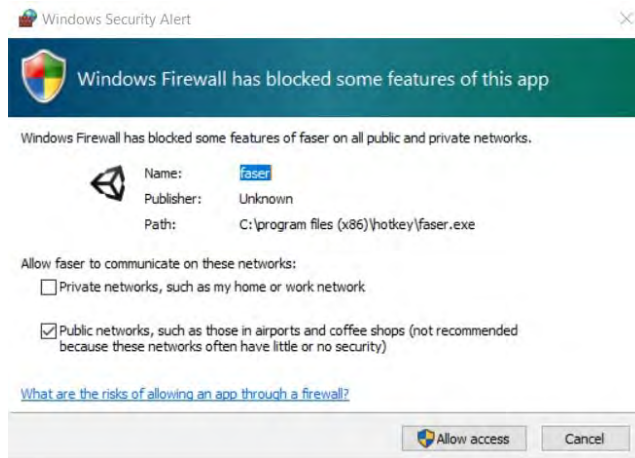 Windows Security Alert
Windows Firewall has blocked some features of this app
Windows Firewall has blocked some features of faser on all public and private networks.
Name: faser
Publisher: Unknown
Path: C:\program files (x86)\hotkey\faser.exe
Allow faser to communicate on these networks:
Private networks, such as my home or work network
Public networks, such as those in airports and coffee shops (not recommended
because these networks often have little or no security)
What are the risks of allowing an app through a firewall?
Allow access Cancel